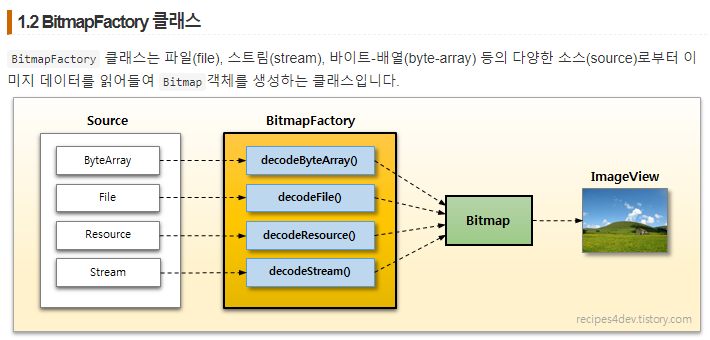 1.2 BitmapFactory 클래스
BitmapFactory 클래스는 파일(file), 스트림(stream), 바이트-배열(byte-array) 등의 다양한 소스(source)로부터 이
미지 데이터를 읽어들여 Bitmap 객체를 생성하는 클래스입니다.
Source
BitmapFactory
ByteArray
decodeByteArray()
File
decodeFile()
Resource
decodeResource()
Stream
decodeStream()
Bitmap
ImageView
recipes4dev.tistory.com